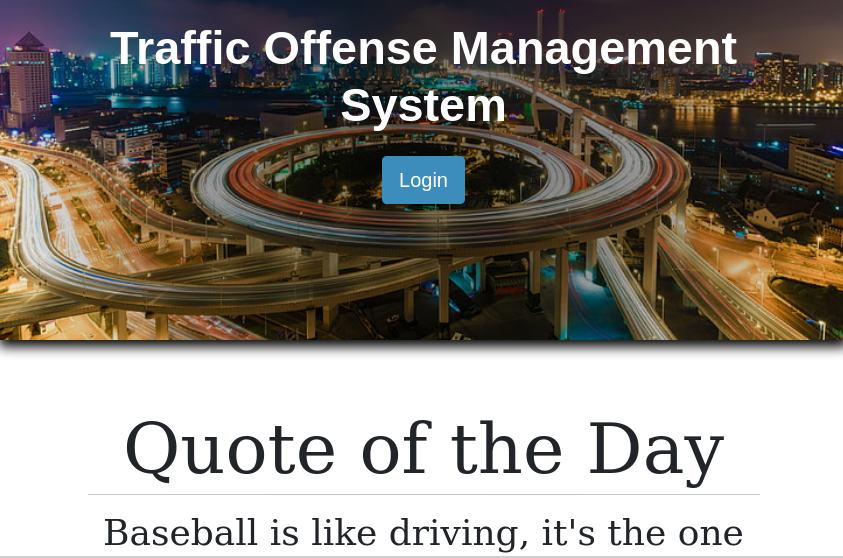 Traffic Offense Management
System
Login
Quote of the Day
Baseball is like driving, it's the one